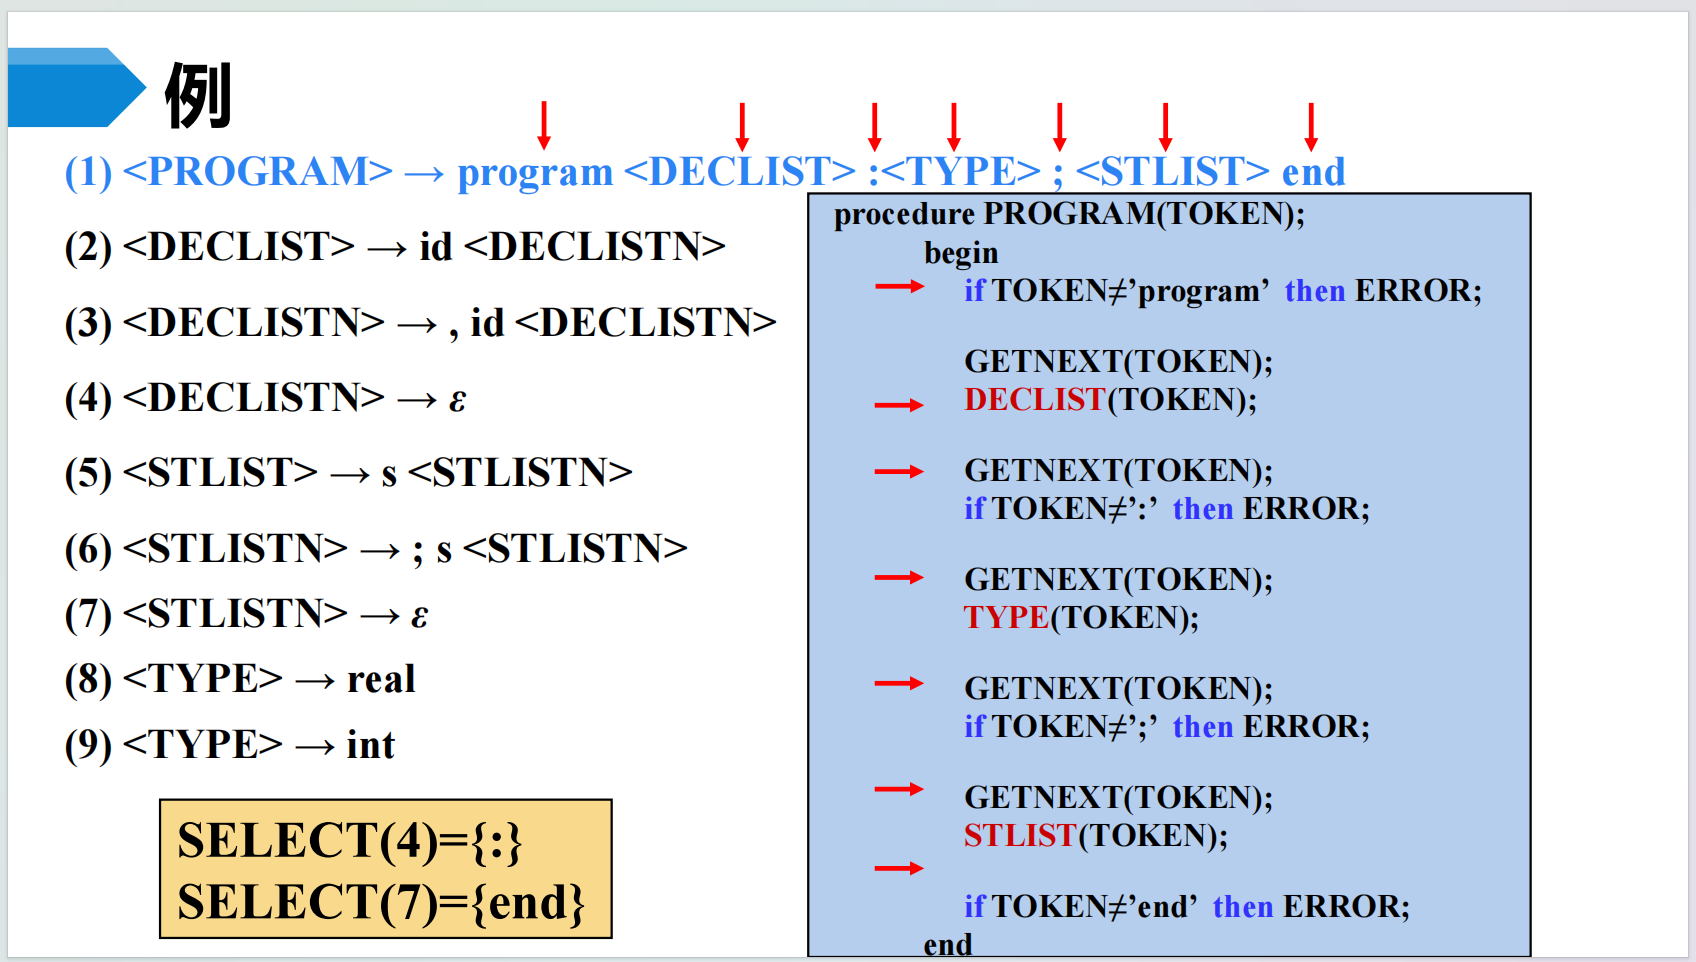 例
(1) <PROGRAM> → program <DECLIST> :<TYPE> ; <STLIST> end
(2) <DECLIST> → id <DECLISTN>
(3) <DECLISTN> → , id <DECLISTN>
(4) <DECLISTN> → ε
(5) <STLIST> → s <STLISTN>
(6) <STLISTN> → ; s <STLISTN>
(7) <STLISTN> → ε
(8) <TYPE> → real
(9) <TYPE> → int
SELECT(4)={:}
SELECT(7)={end}
procedure PROGRAM(TOKEN);
begin
if TOKEN≠’program’ then ERROR;
GETNEXT(TOKEN);
DECLIST(TOKEN);
GETNEXT(TOKEN);
if TOKEN≠’:’ then ERROR;
GETNEXT(TOKEN);
TYPE(TOKEN);
GETNEXT(TOKEN);
if TOKEN≠’;’ then ERROR;
GETNEXT(TOKEN);
STLIST(TOKEN);
if TOKEN≠’end’ then ERROR;
end